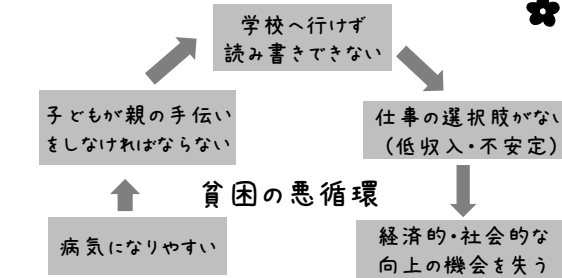 学校へ行けず
読み書きできない
子どもが親の手伝い
をしなければならない
仕事の選択肢がない
(低収入・不安定)
貧困の悪循環
病気になりやすい
経済的・社会的な
向上の機会を失う